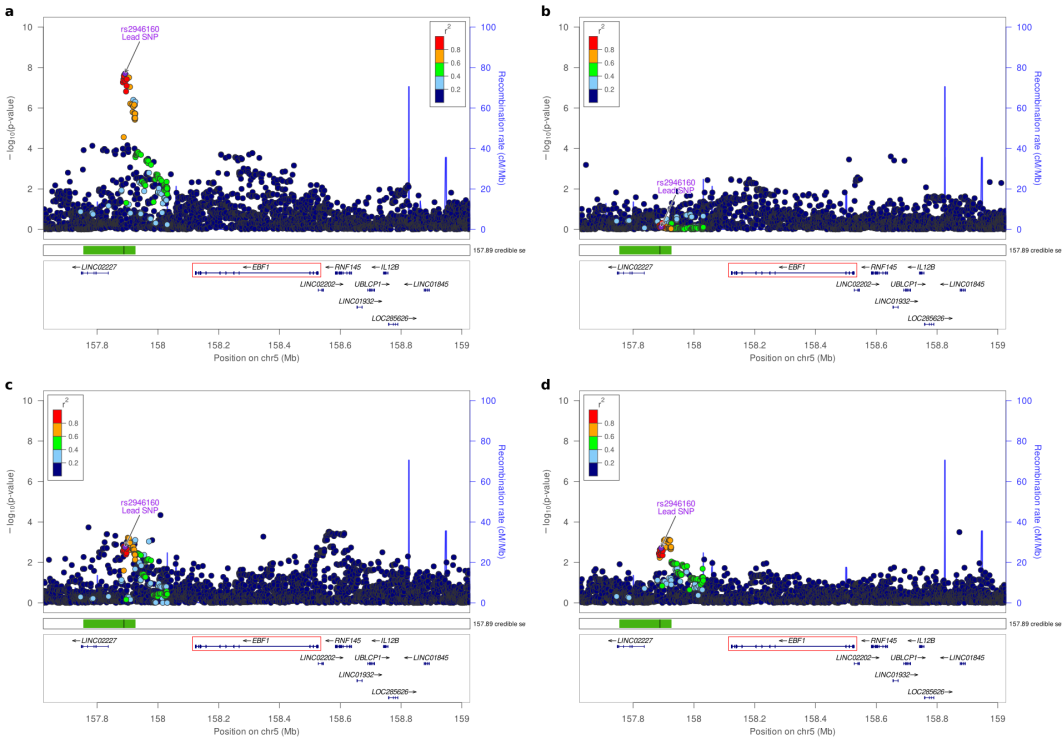 a
rs2946160
Lead SNP
r²
0.8
0.6
0.4
0.2
10
8
6
4
2
0
− log10(p-value)
100
80
60
40
20
0
Recombination rate (cM/Mb)
157.89 credible se
←LINC02227
←EBF1
←RNF145
←IL12B
LINC02202→
UBLCP1→
←LINC01845
LINC01932→
LOC285626→
157.8
158
158.2
158.4
158.6
158.8
159
Position on chr5 (Mb)
b
rs2946160
Lead SNP
r²
0.8
0.6
0.4
0.2
10
8
6
4
2
0
− log10(p-value)
100
80
60
40
20
0
Recombination rate (cM/Mb)
157.89 credible se
←LINC02227
←EBF1
←RNF145
←IL12B
LINC02202→
UBLCP1→
←LINC01845
LINC01932→
LOC285626→
157.8
158
158.2
158.4
158.6
158.8
159
Position on chr5 (Mb)
c
rs2946160
Lead SNP
r²
0.8
0.6
0.4
0.2
10
8
6
4
2
0
− log10(p-value)
100
80
60
40
20
0
Recombination rate (cM/Mb)
157.89 credible se
←LINC02227
←EBF1
←RNF145
←IL12B
LINC02202→
UBLCP1→
←LINC01845
LINC01932→
LOC285626→
157.8
158
158.2
158.4
158.6
158.8
159
Position on chr5 (Mb)
d
rs2946160
Lead SNP
r²
0.8
0.6
0.4
0.2
10
8
6
4
2
0
− log10(p-value)
100
80
60
40
20
0
Recombination rate (cM/Mb)
157.89 credible se
←LINC02227
←EBF1
←RNF145
←IL12B
LINC02202→
UBLCP1→
←LINC01845
LINC01932→
LOC285626→
157.8
158
158.2
158.4
158.6
158.8
159
Position on chr5 (Mb)